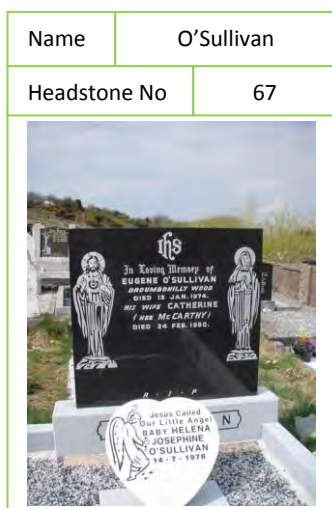 Name O’Sullivan
Headstone No 67
IHS
In Loving Memory of
EUGENE O'SULLIVAN
DROUMBOHILLY WOOD
DIED 12 JAN. 1974.
HIS WIFE CATHERINE
(NEE McCARTHY)
DIED 24 FEB. 1980.
R - I - P
Jesus Called
Our Little Angel
BABY HELENA
JOSEPHINE
O'SULLIVAN
14 - 7 - 1978